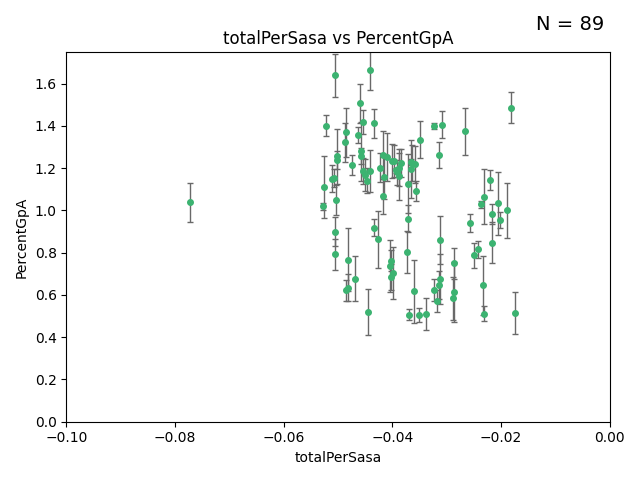 N = 89
totalPerSasa vs PercentGpA
PercentGpA
1.6
1.4
1.2
1.0
0.8
0.6
0.4
0.2
0.0
−0.10 −0.08 −0.06 −0.04 −0.02 0.00
totalPerSasa